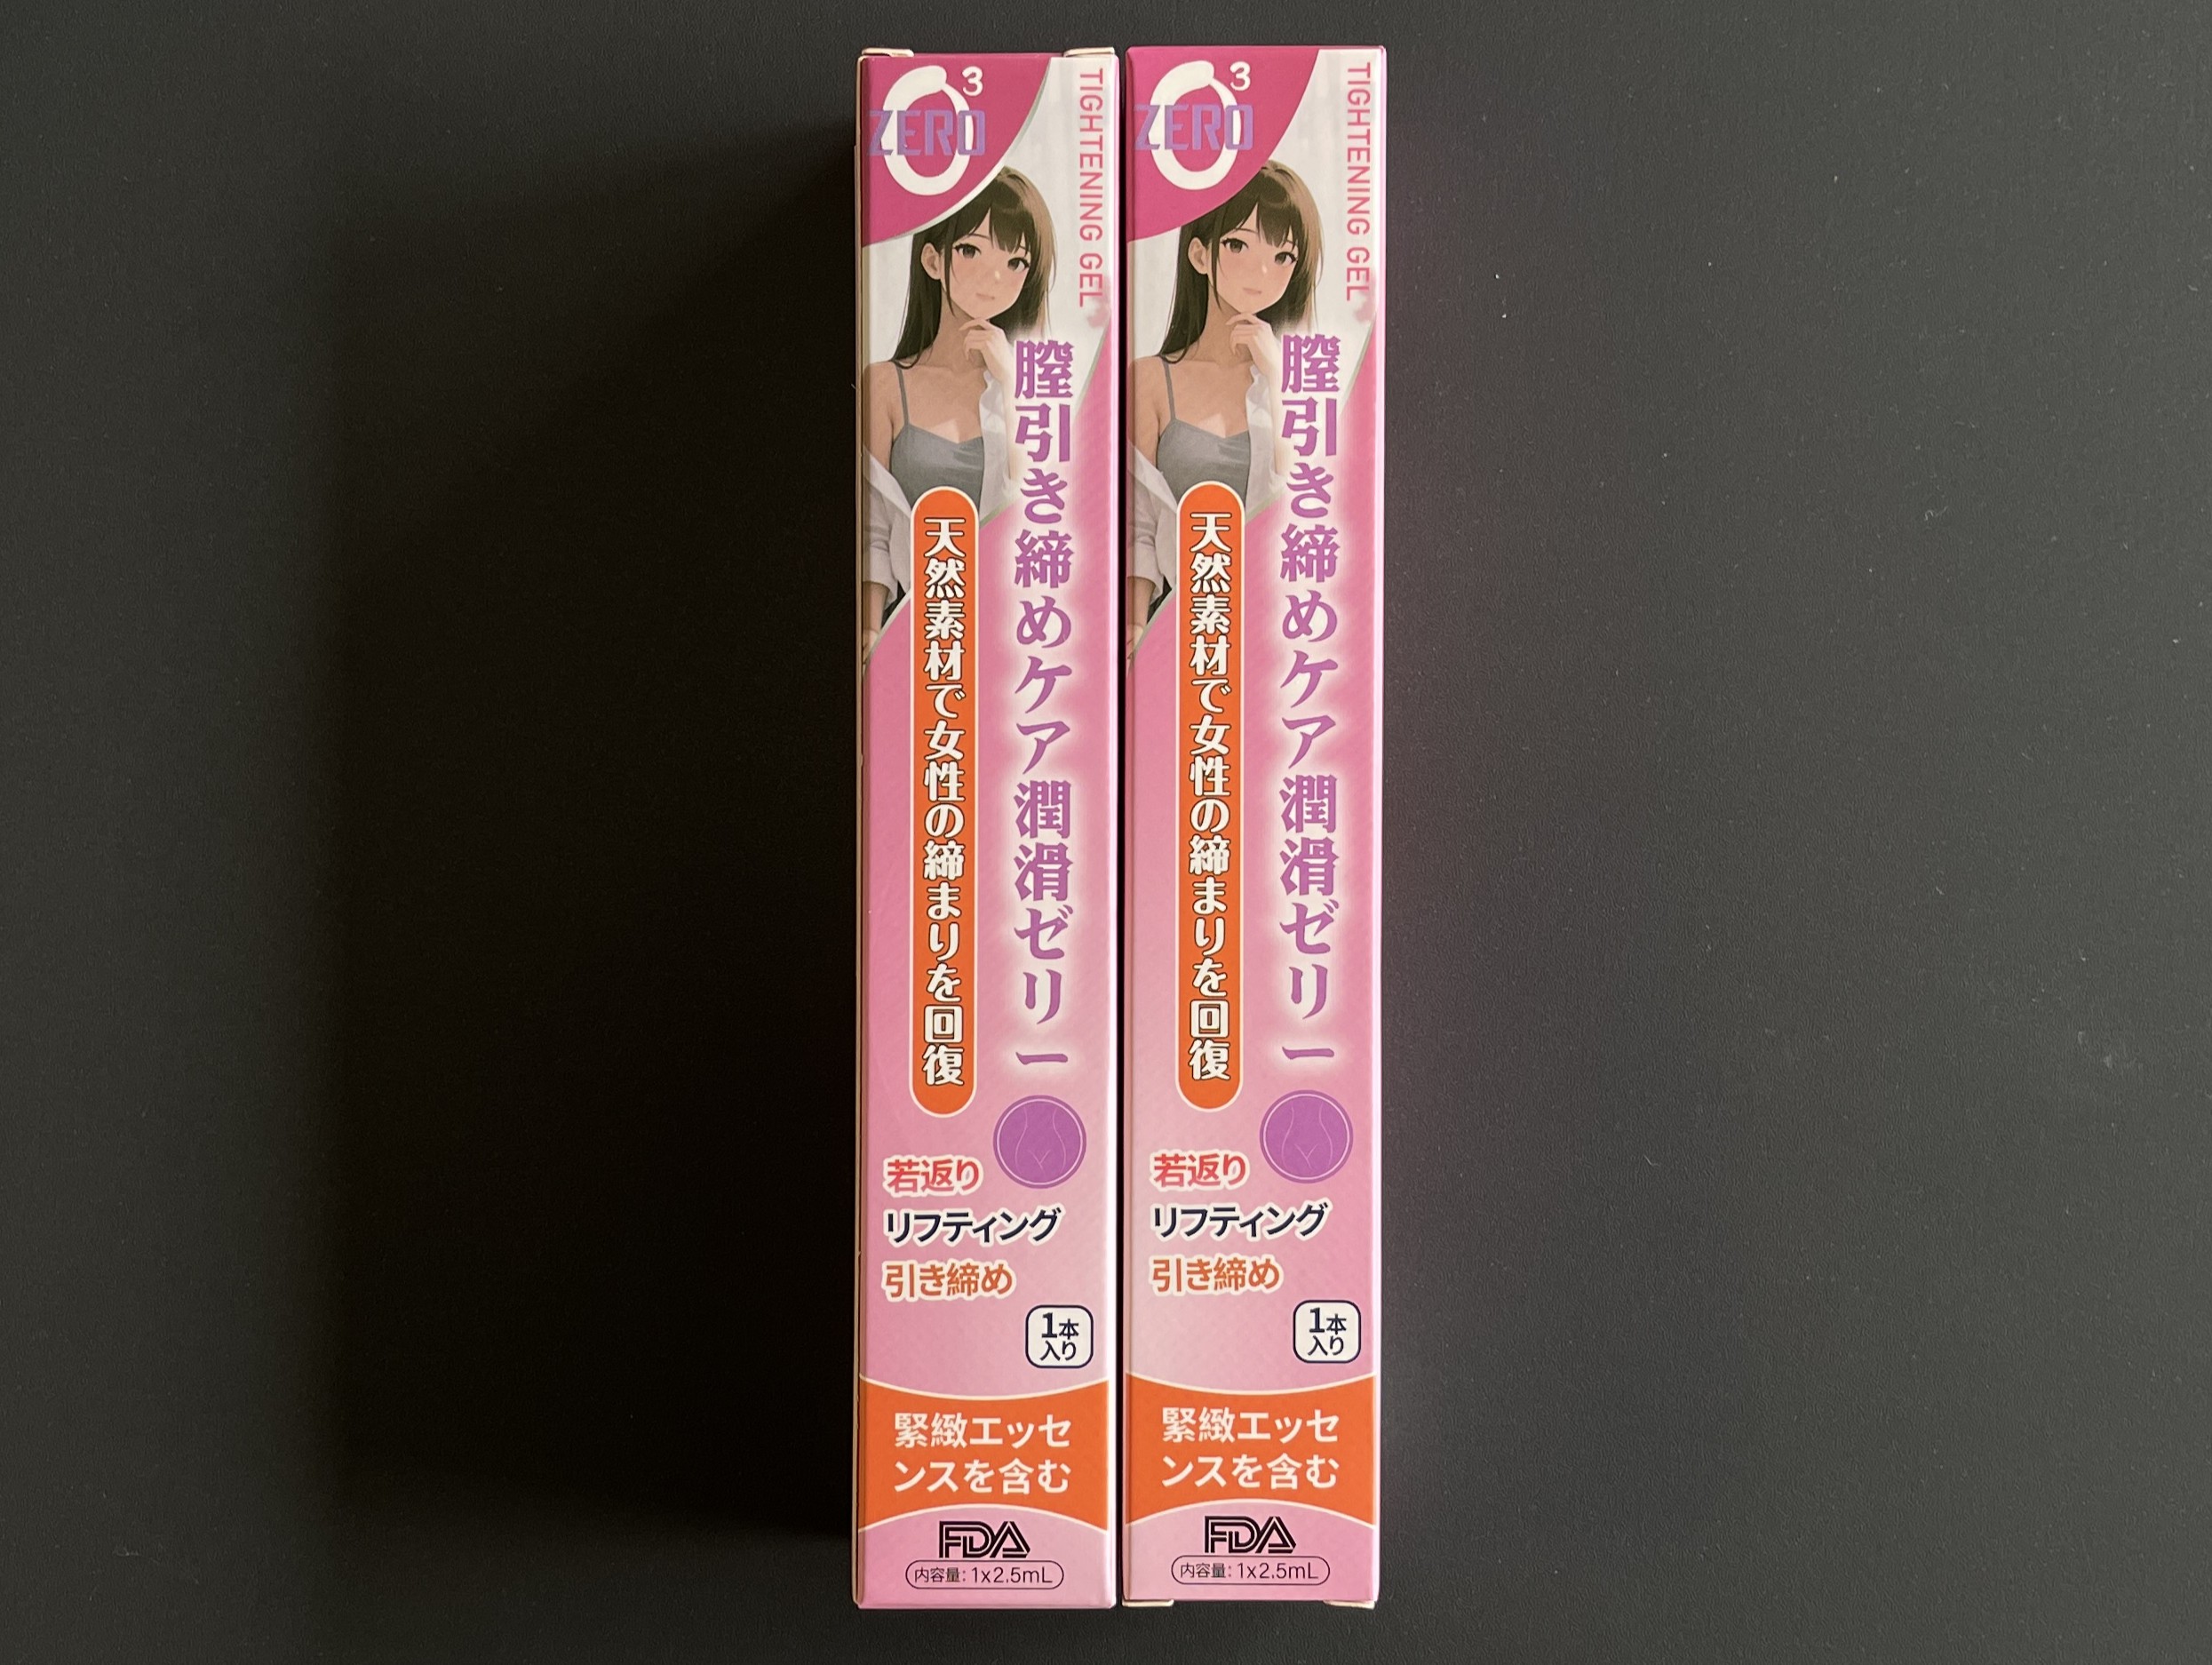 ZERO
3
TIGHTENING GEL
膣引き締めケア潤滑ゼリー
天然素材で女性の締まりを回復
若返り
リフティング
引き締め
1本
入り
緊緻エッセ
ンスを含む
FDA
内容量:1x2.5mL
ZERO
3
TIGHTENING GEL
膣引き締めケア潤滑ゼリー
天然素材で女性の締まりを回復
若返り
リフティング
引き締め
1本
入り
緊緻エッセ
ンスを含む
FDA
内容量:1x2.5mL